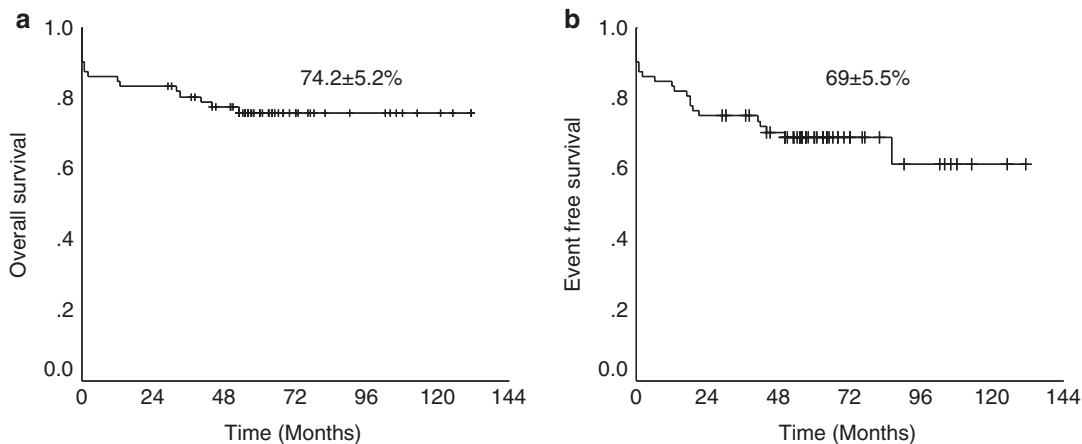 a
1.0
.8
.6
.4
.2
0.0
Overall survival
74.2±5.2%
0 24 48 72 96 120 144
Time (Months)
b
1.0
.8
.6
.4
.2
0.0
Event free survival
69±5.5%
0 24 48 72 96 120 144
Time (Months)